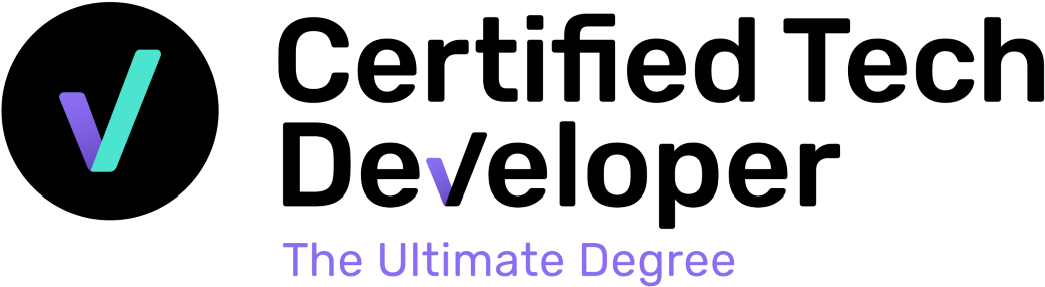 Certified Tech
Developer
The Ultimate Degree